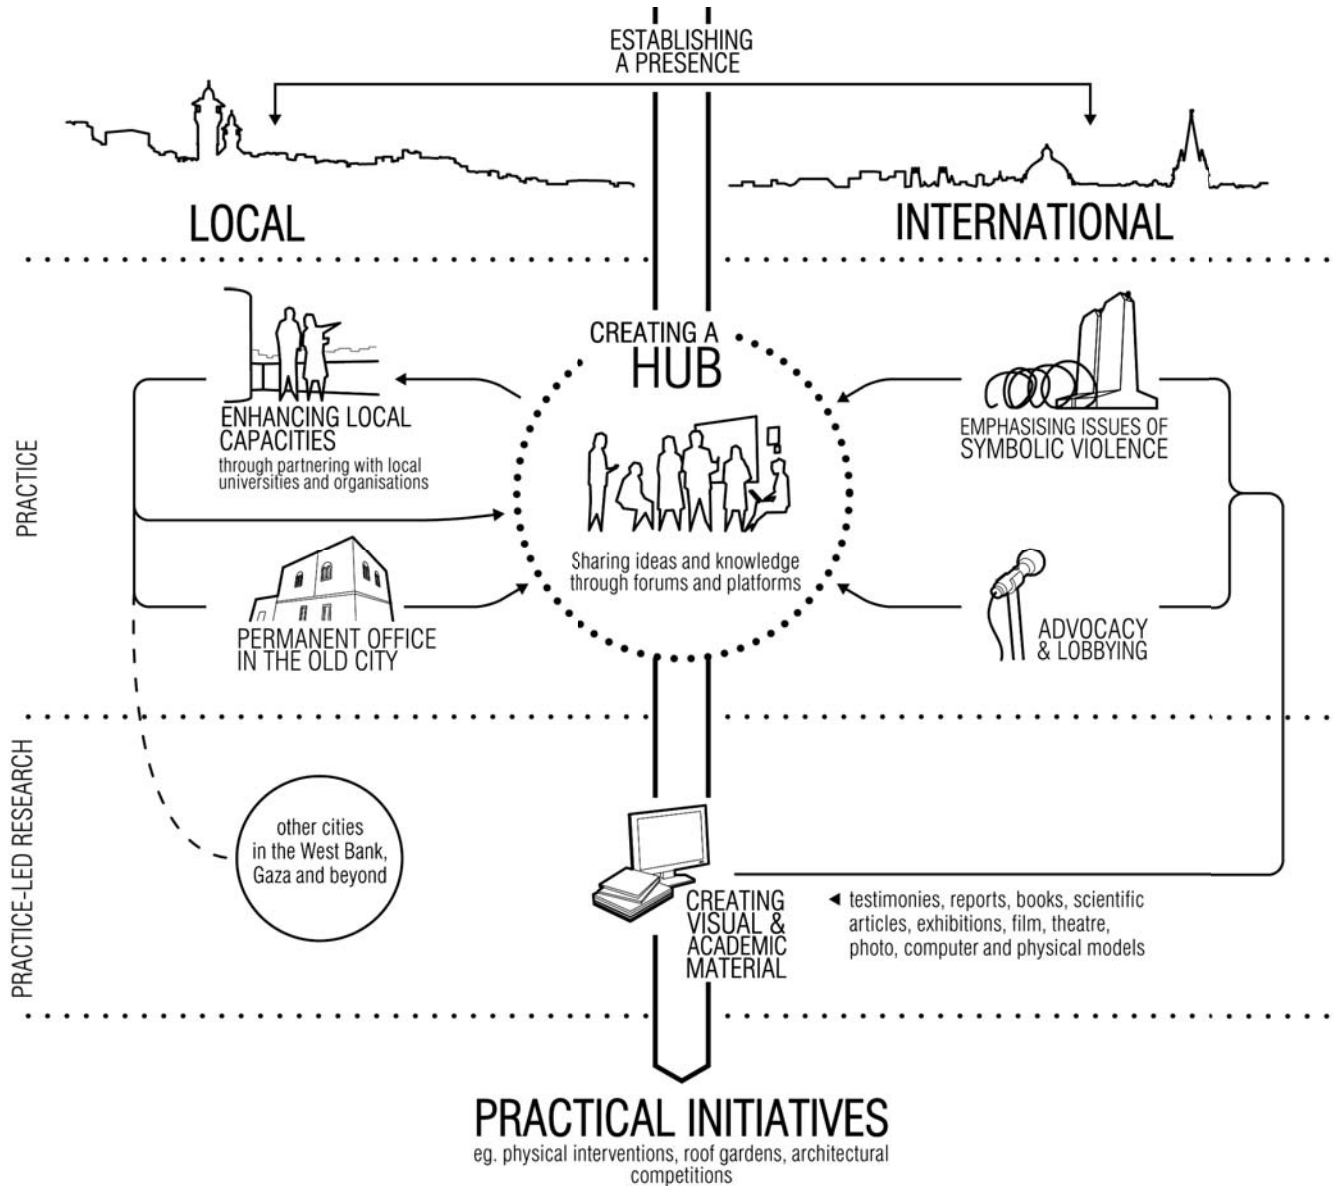 ESTABLISHING
A PRESENCE
LOCAL
INTERNATIONAL
PRACTICE
CREATING A
HUB
Sharing ideas and knowledge
through forums and platforms
ENHANCING LOCAL
CAPACITIES
through partnering with local
universities and organisations
PERMANENT OFFICE
IN THE OLD CITY
EMPHASISING ISSUES OF
SYMBOLIC VIOLENCE
ADVOCACY
& LOBBYING
PRACTICE-LED RESEARCH
other cities
in the West Bank,
Gaza and beyond
CREATING
VISUAL &
ACADEMIC
MATERIAL
testimonies, reports, books, scientific
articles, exhibitions, film, theatre,
photo, computer and physical models
PRACTICAL INITIATIVES
eg. physical interventions, roof gardens, architectural
competitions